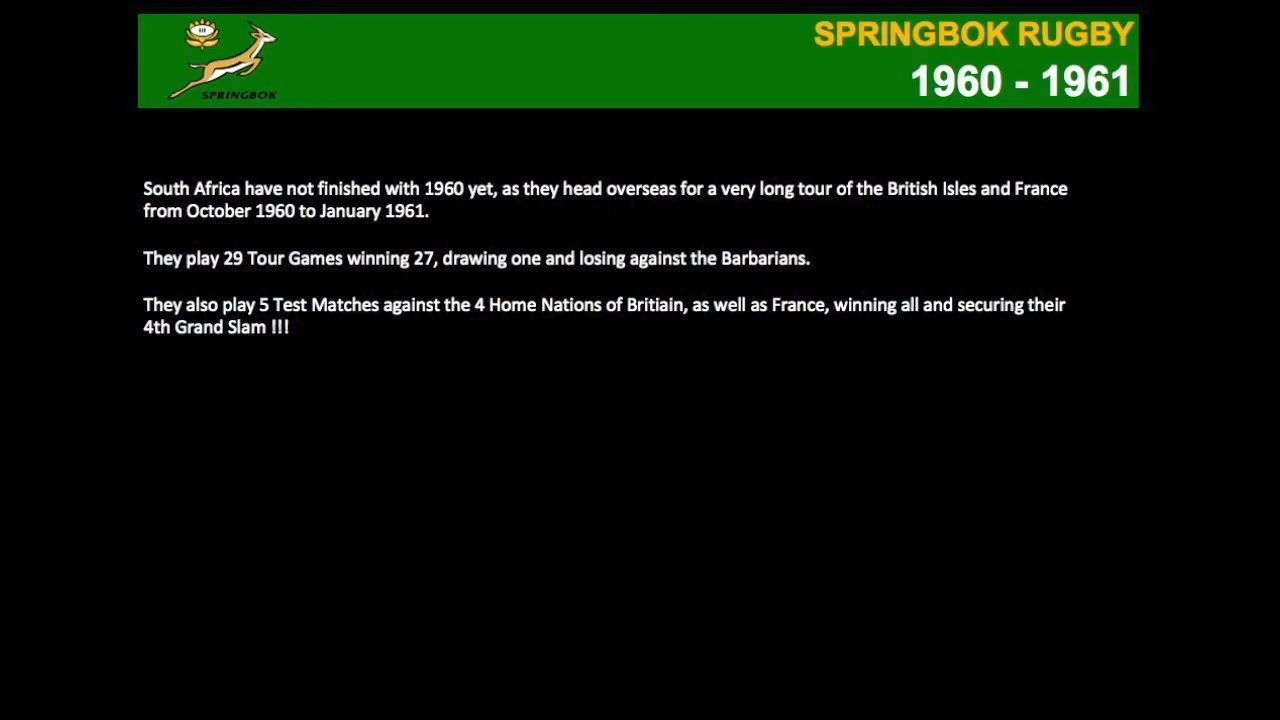 SPRINGBOK
SPRINGBOK RUGBY
1960 - 1961
South Africa have not finished with 1960 yet, as they head overseas for a very long tour of the British Isles and France
from October 1960 to January 1961.
They play 29 Tour Games winning 27, drawing one and losing against the Barbarians.
They also play 5 Test Matches against the 4 Home Nations of Britiain, as well as France, winning all and securing their
4th Grand Slam !!!